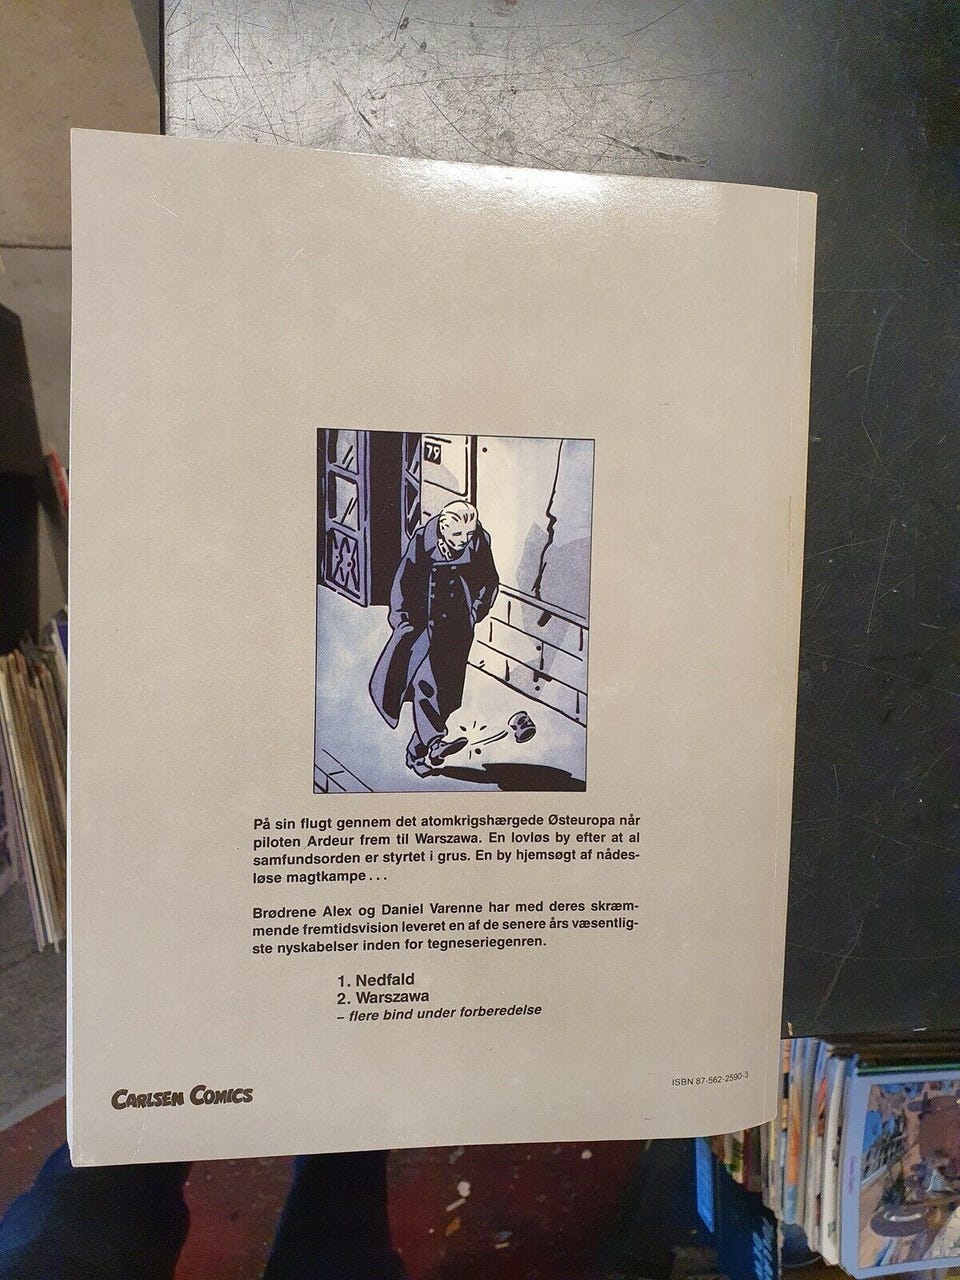 79
På sin flugt gennem det atomkrigshærgede Østeuropa når
piloten Ardeur frem til Warszawa. En lovløs by efter at al
samfundsorden er styrtet i grus. En by hjemsøgt af nådes-
løse magtkampe . . .
Brødrene Alex og Daniel Varenne har med deres skræm-
mende fremtidsvision leveret en af de senere års væsentlig-
ste nyskabelser inden for tegneseriegenren.
1. Nedfald
2. Warszawa
– flere bind under forberedelse
CARLSEN COMICS
ISBN 87-562-2590-3